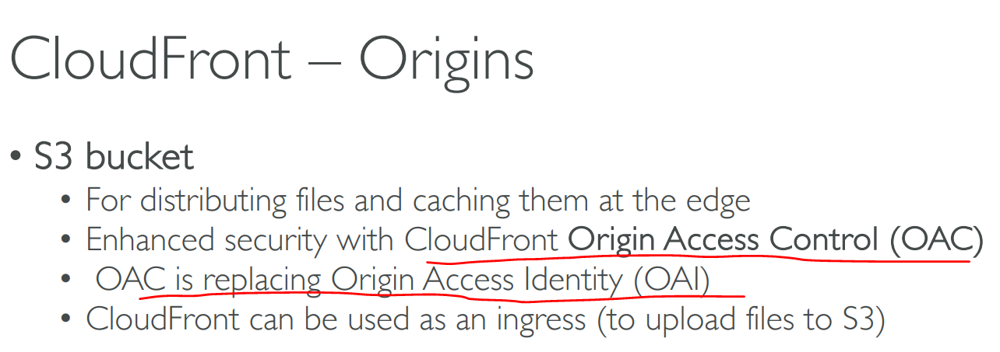 CloudFront – Origins
• S3 bucket
• For distributing files and caching them at the edge
• Enhanced security with CloudFront Origin Access Control (OAC)
• OAC is replacing Origin Access Identity (OAI)
• CloudFront can be used as an ingress (to upload files to S3)